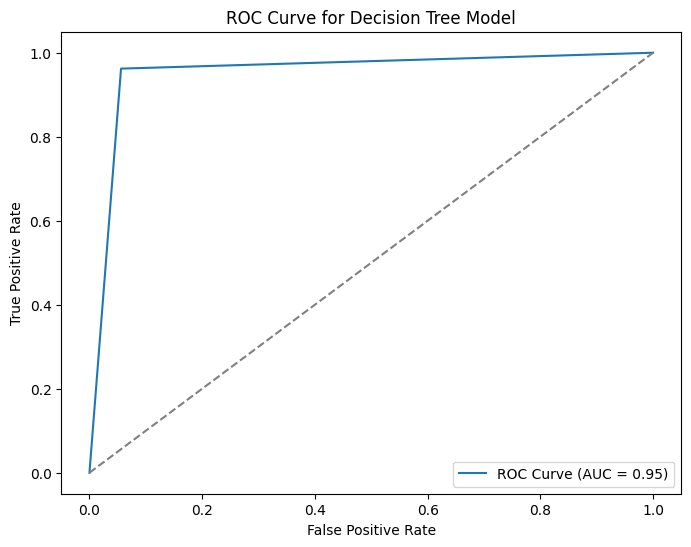 ROC Curve for Decision Tree Model
True Positive Rate
1.0
0.8
0.6
0.4
0.2
0.0
ROC Curve (AUC = 0.95)
0.0 0.2 0.4 0.6 0.8 1.0
False Positive Rate